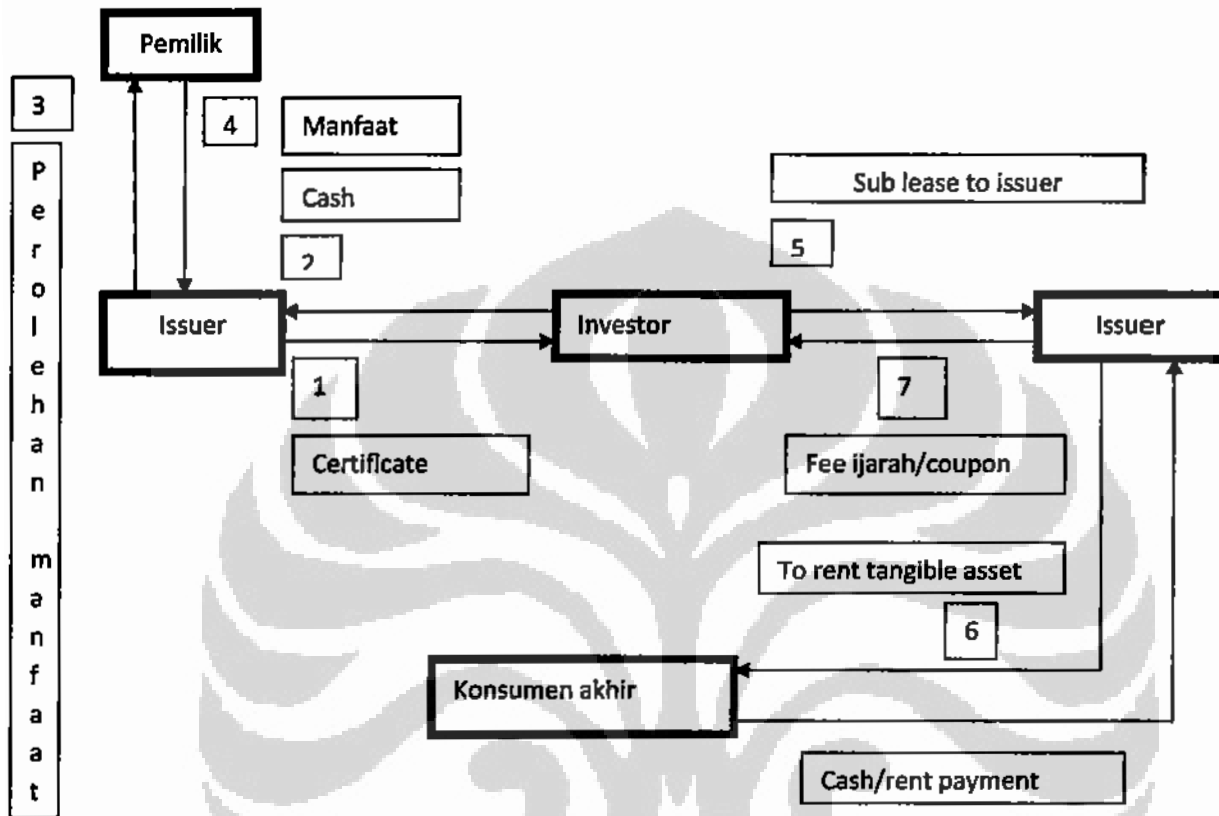 Pemilik
3
4
Manfaat
Cash
2
Perolehan manfaat
Sub lease to issuer
5
Issuer
Investor
Issuer
1
7
Certificate
Fee ijarah/coupon
To rent tangible asset
6
Konsumen akhir
Cash/rent payment